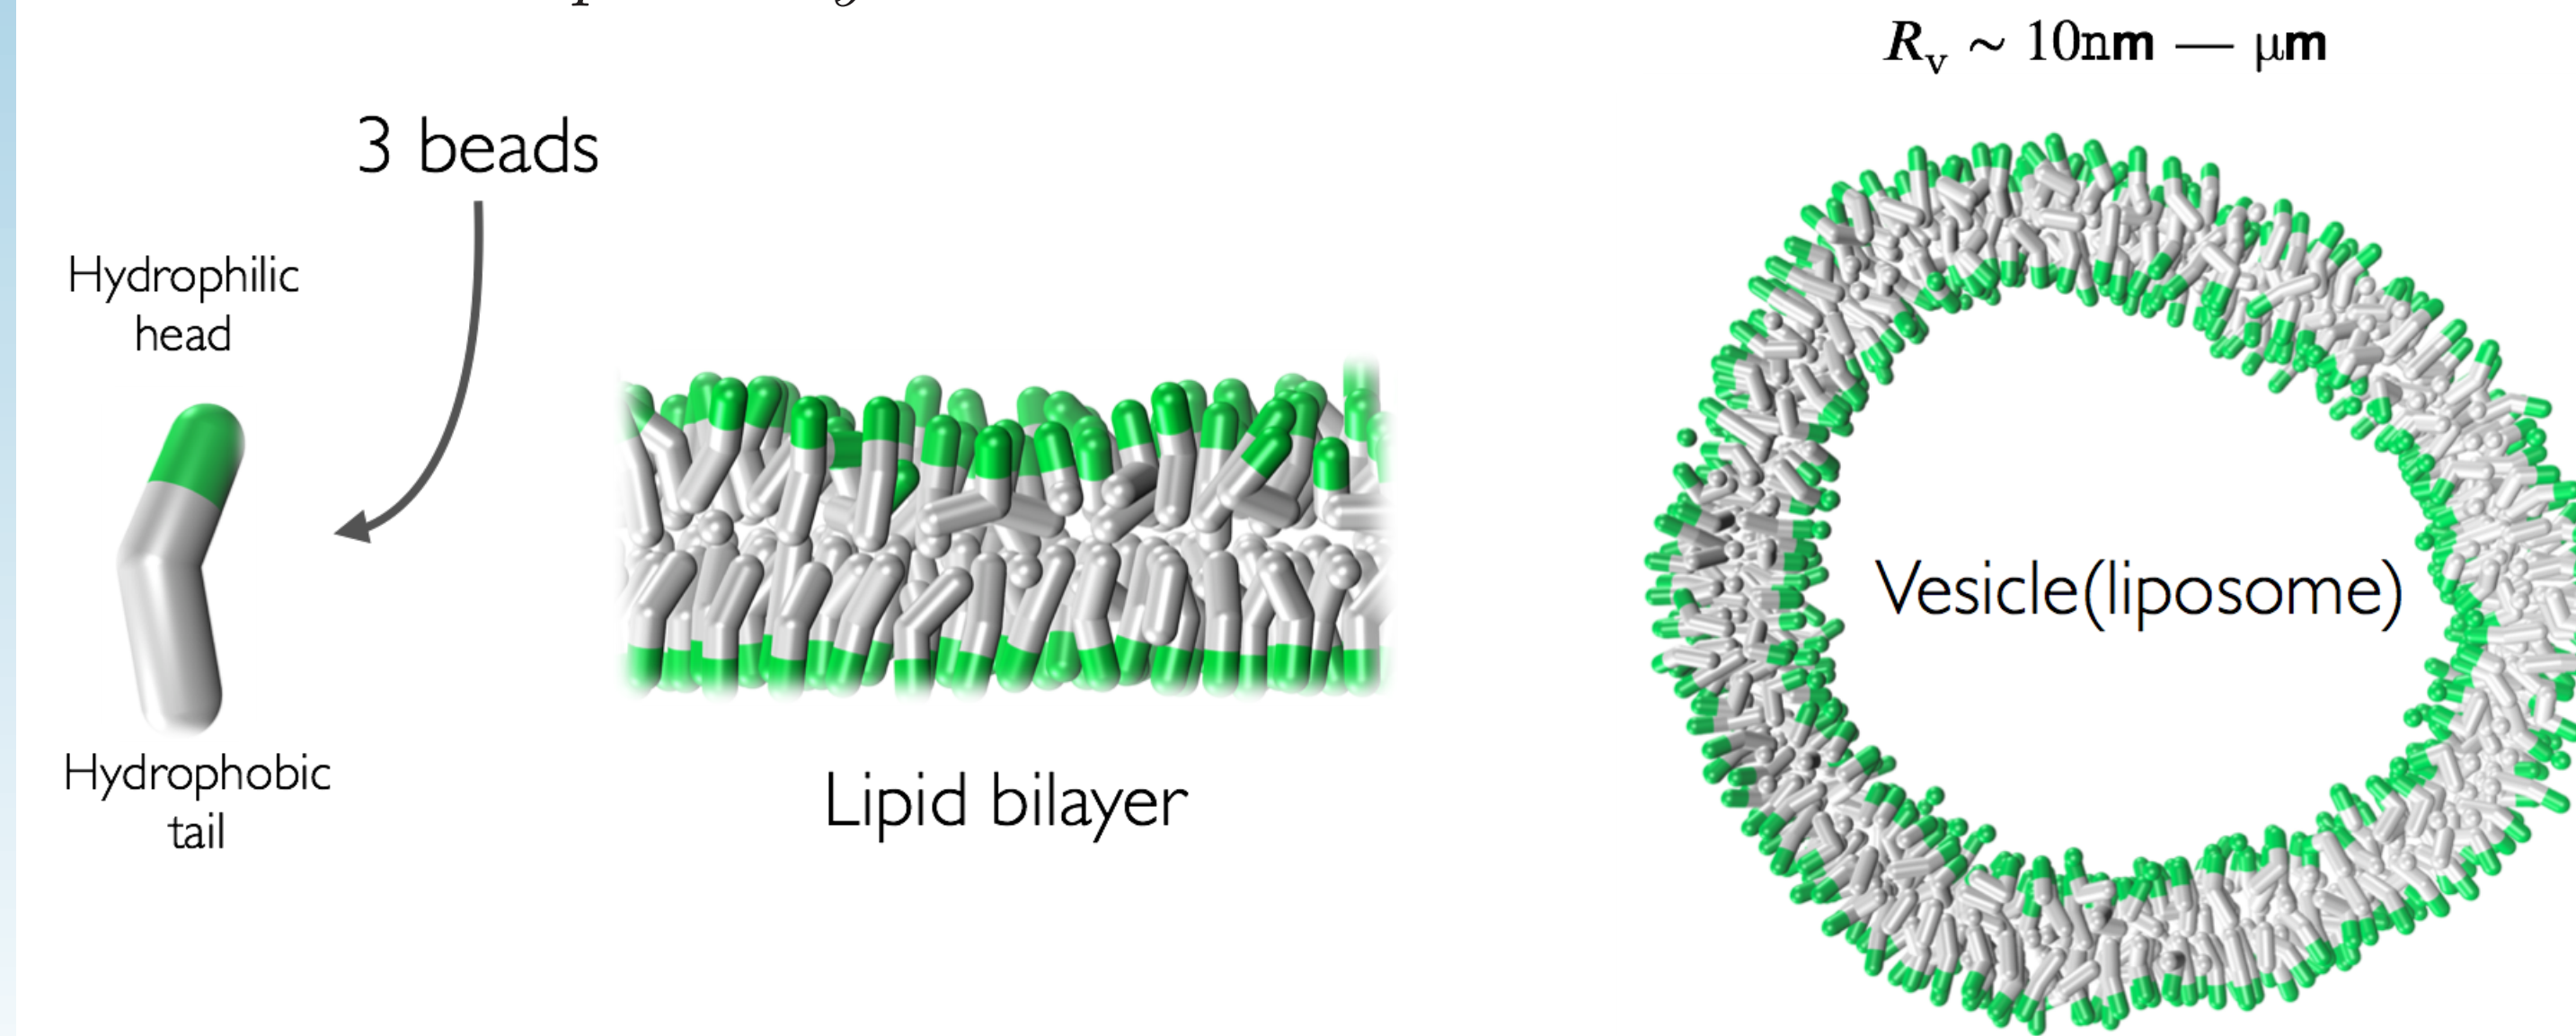 R_v ~ 10nm — μm
3 beads
Hydrophilic
head
Vesicle(liposome)
Hydrophobic
tail
Lipid bilayer